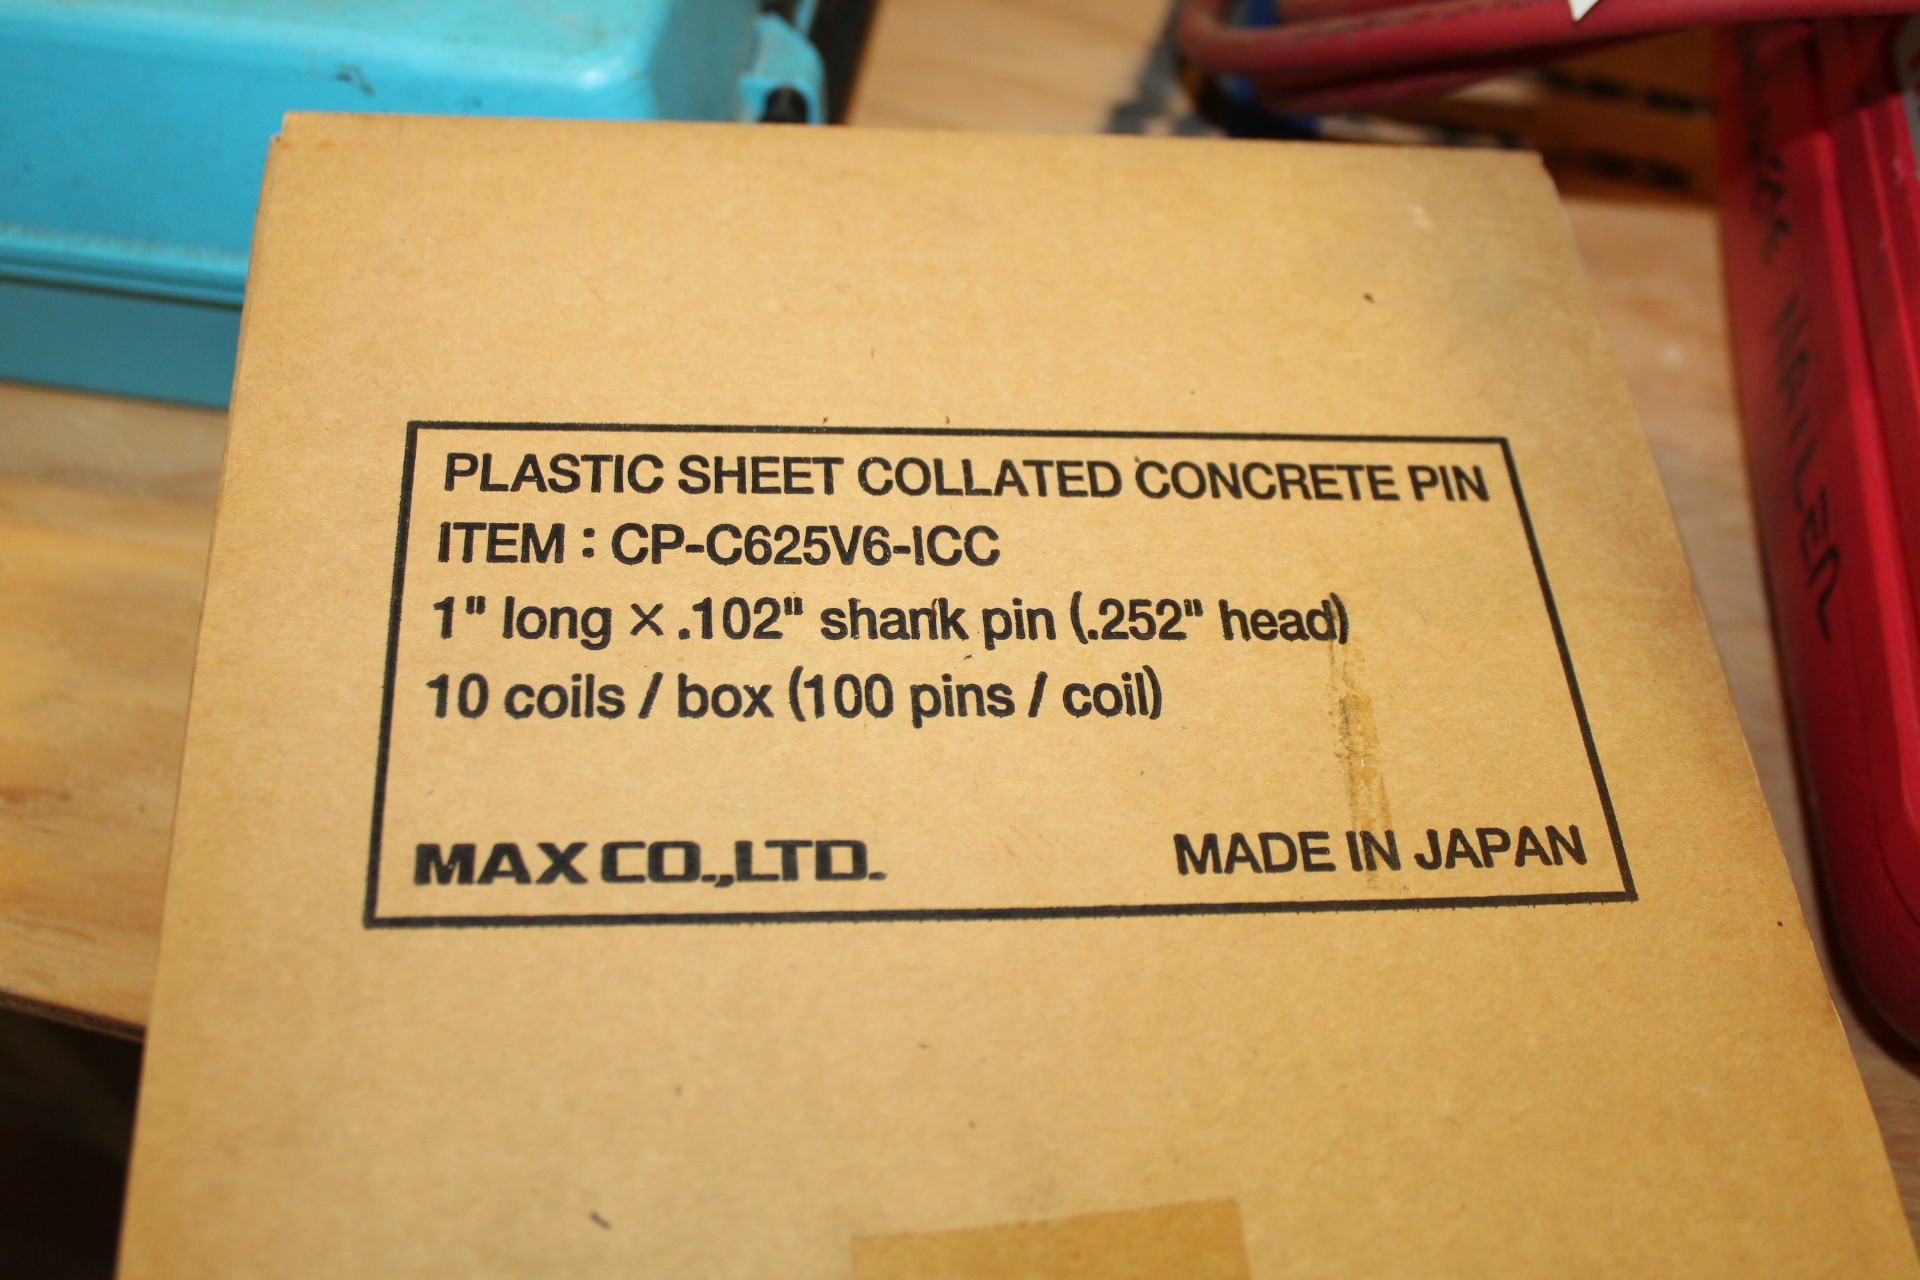 PLASTIC SHEET COLLATED CONCRETE PIN
ITEM : CP-C625V6-ICC
1" long × .102" shank pin (.252" head)
10 coils / box (100 pins / coil)
MAX CO.,LTD.
MADE IN JAPAN
NAILER